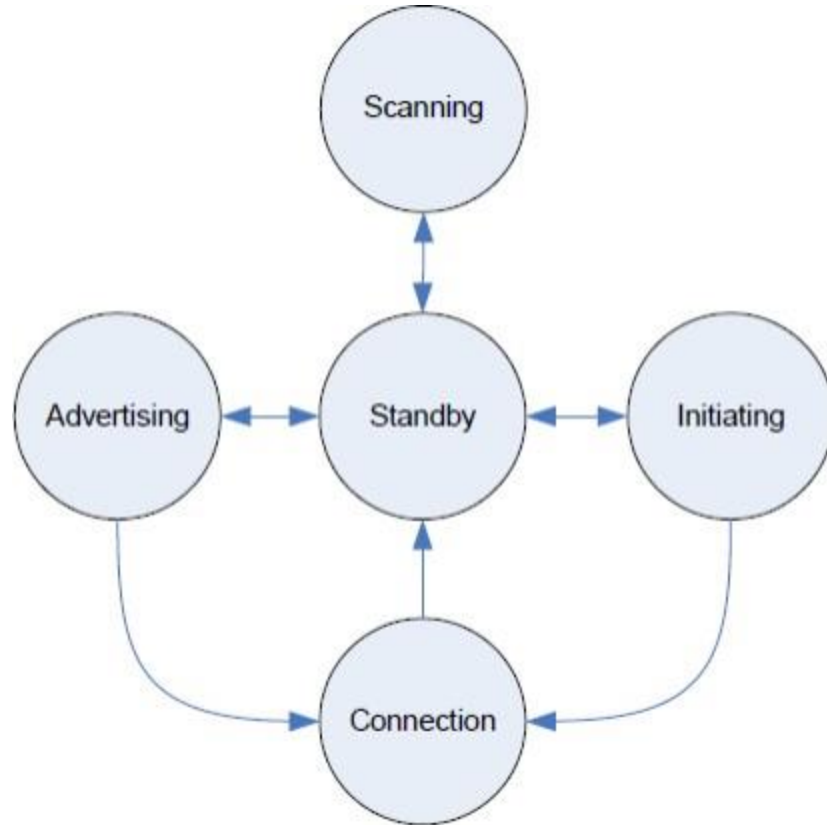 Scanning
Advertising
Standby
Initiating
Connection